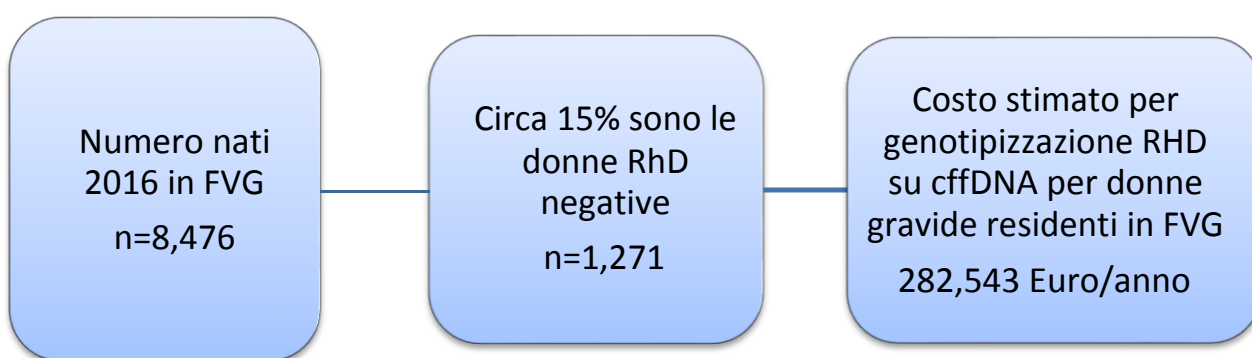 Numero nati
2016 in FVG
n=8,476
Circa 15% sono le
donne RhD
negative
n=1,271
Costo stimato per
genotipizzazione RHD
su cffDNA per donne
gravide residenti in FVG
282,543 Euro/anno